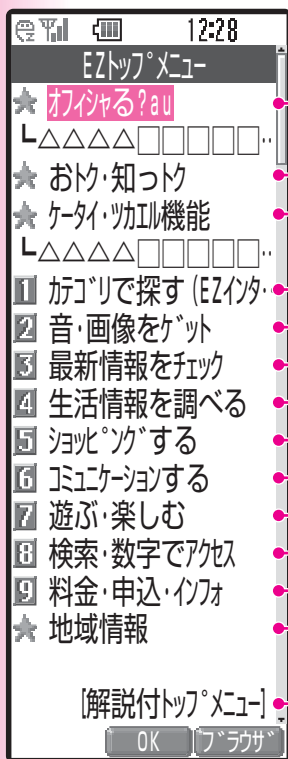 12:28
EZﾄｯﾌﾟﾒﾆｭｰ
★ ｵﾌｨｼｬる?au
┗△△△△□□□□□‥
★ おﾄｸ･知っﾄｸ
★ ｹｰﾀｲ･ﾂｶｴﾙ機能
┗△△△△□□□□□‥
1 ｶﾃｺﾞﾘで探す(EZｲﾝﾀ･
2 音･画像をｹﾞｯﾄ
3 最新情報をﾁｪｯｸ
4 生活情報を調べる
5 ｼｮｯﾋﾟﾝｸﾞする
6 ｺﾐｭﾆｹｰｼｮﾝする
7 遊ぶ･楽しむ
8 検索･数字でｱｸｾｽ
9 料金･申込･ｲﾝﾌｫ
★ 地域情報
[解説付ﾄｯﾌﾟﾒﾆｭｰ]
OK ﾌﾞﾗｳｻﾞ